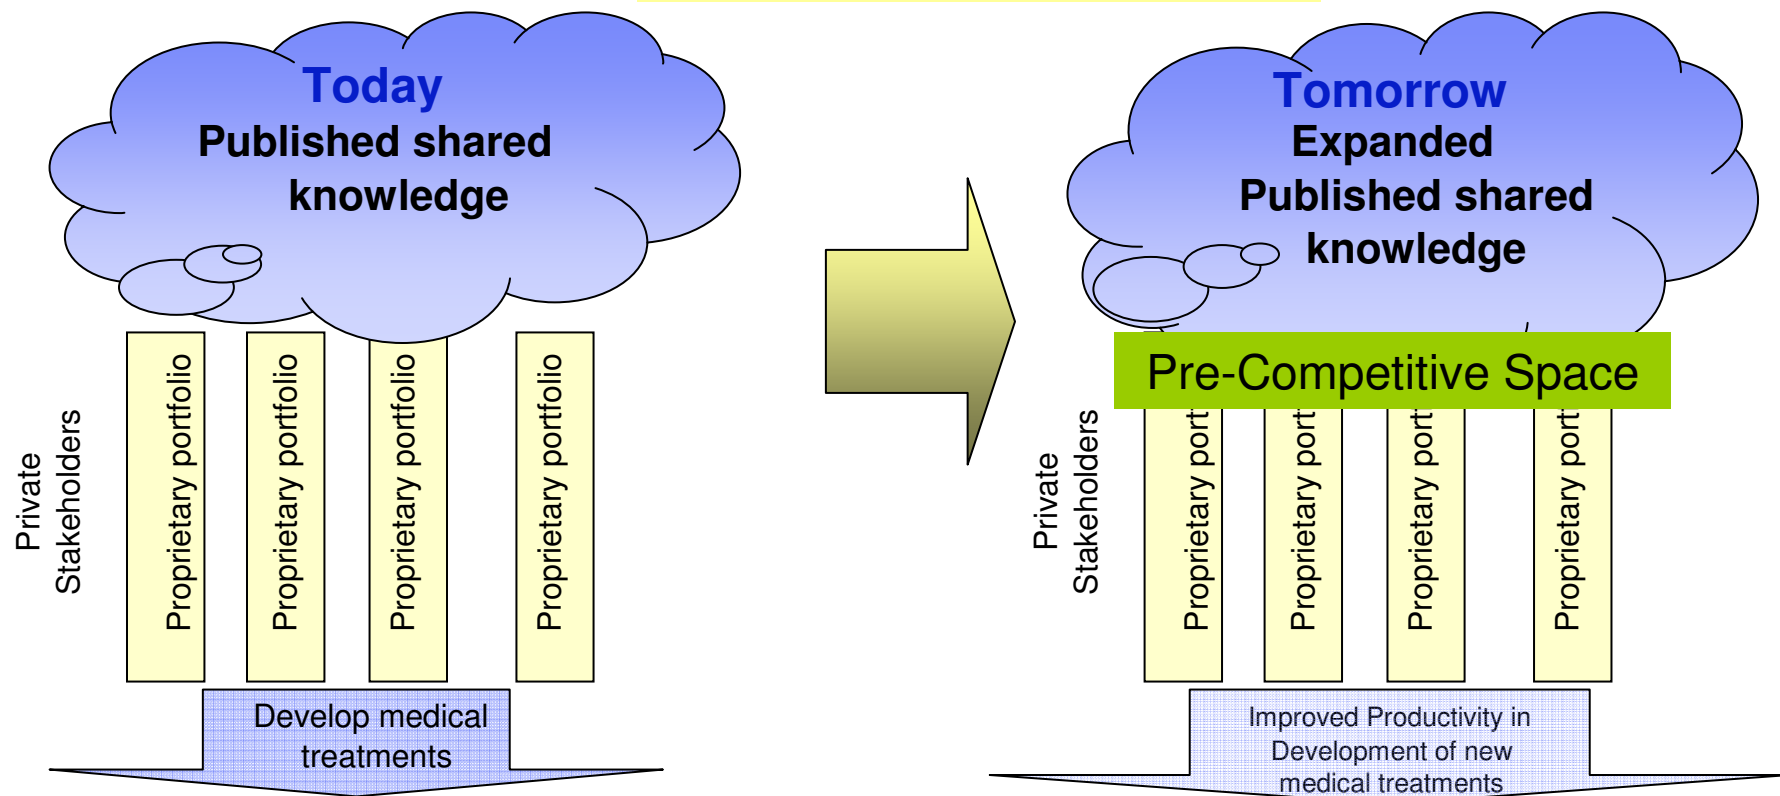 Today
Published shared
knowledge
Private
Stakeholders
Proprietary portfolio
Proprietary portfolio
Proprietary portfolio
Proprietary portfolio
Develop medical
treatments
Tomorrow
Expanded
Published shared
knowledge
Pre-Competitive Space
Private
Stakeholders
Proprietary port
Proprietary port
Proprietary port
Proprietary port
Improved Productivity in
Development of new
medical treatments